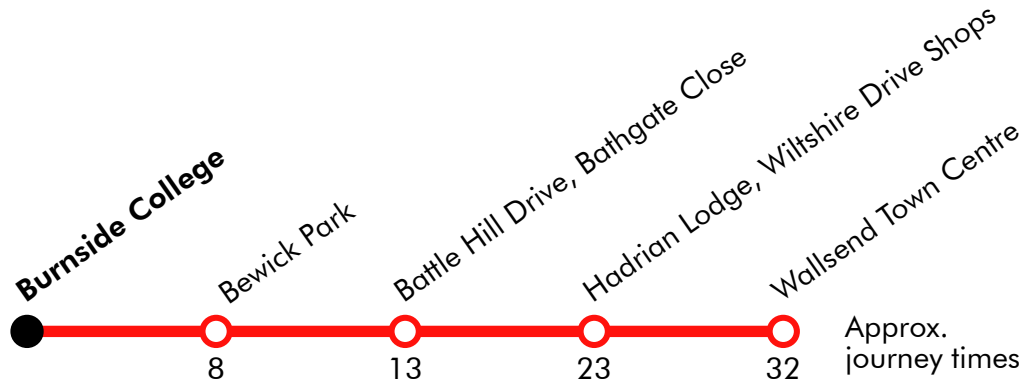 Burnside College
Bewick Park
Battle Hill Drive, Bathgate Close
Hadrian Lodge, Wiltshire Drive Shops
Wallsend Town Centre
8
13
23
32
Approx.
journey times